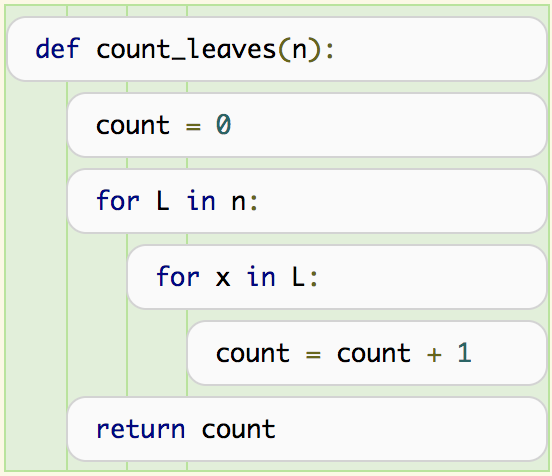 def count_leaves(n):
count = 0
for L in n:
for x in L:
count = count + 1
return count